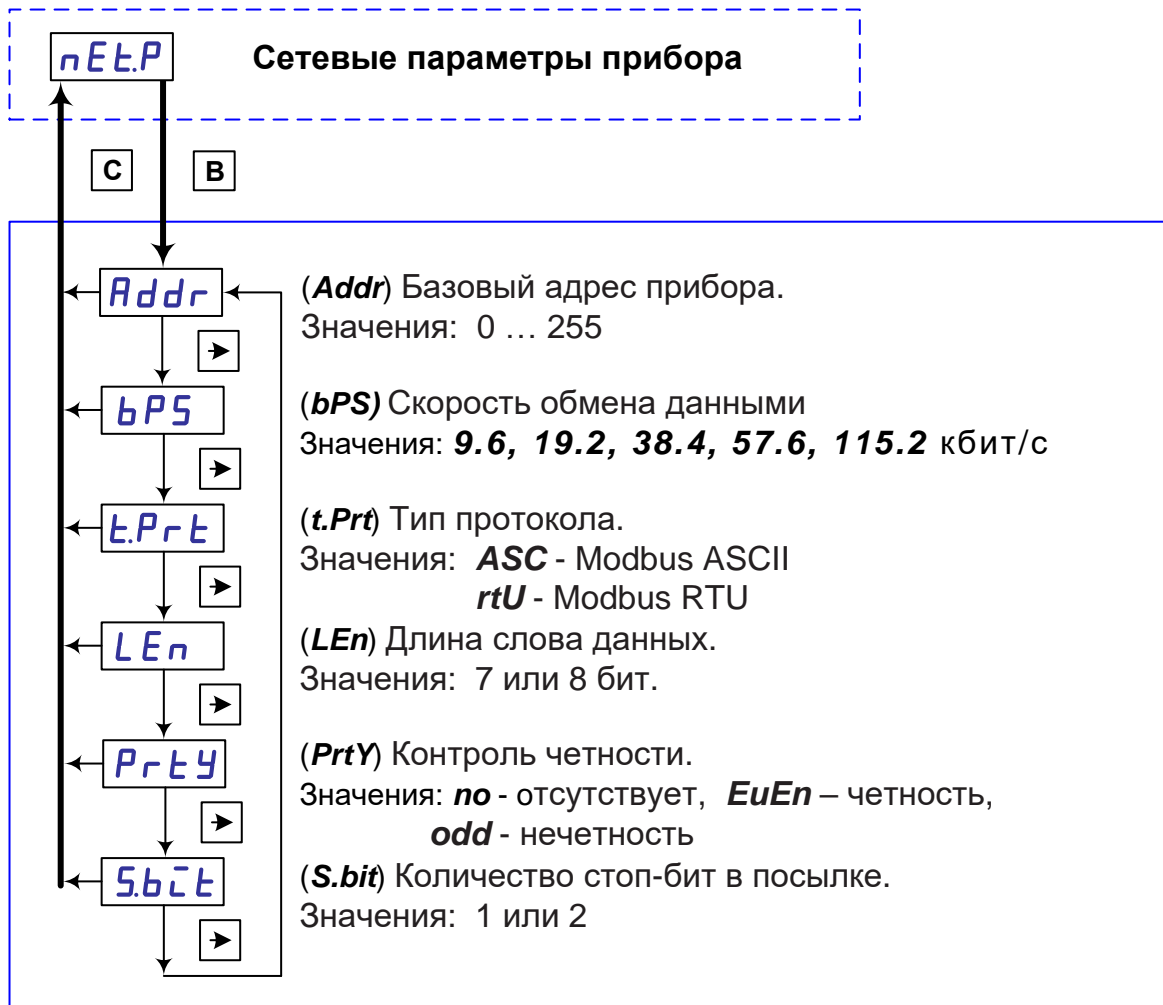 nEt.P Сетевые параметры прибора
C B
Addr (Addr) Базовый адрес прибора.
Значения: 0 … 255
bPS (bPS) Скорость обмена данными
Значения: 9.6, 19.2, 38.4, 57.6, 115.2 кбит/с
t.Prt (t.Prt) Тип протокола.
Значения: ASC - Modbus ASCII
rtU - Modbus RTU
LEn (LEn) Длина слова данных.
Значения: 7 или 8 бит.
PrtY (PrtY) Контроль четности.
Значения: no - отсутствует, EuEn – четность,
odd - нечетность
S.bit (S.bit) Количество стоп-бит в посылке.
Значения: 1 или 2